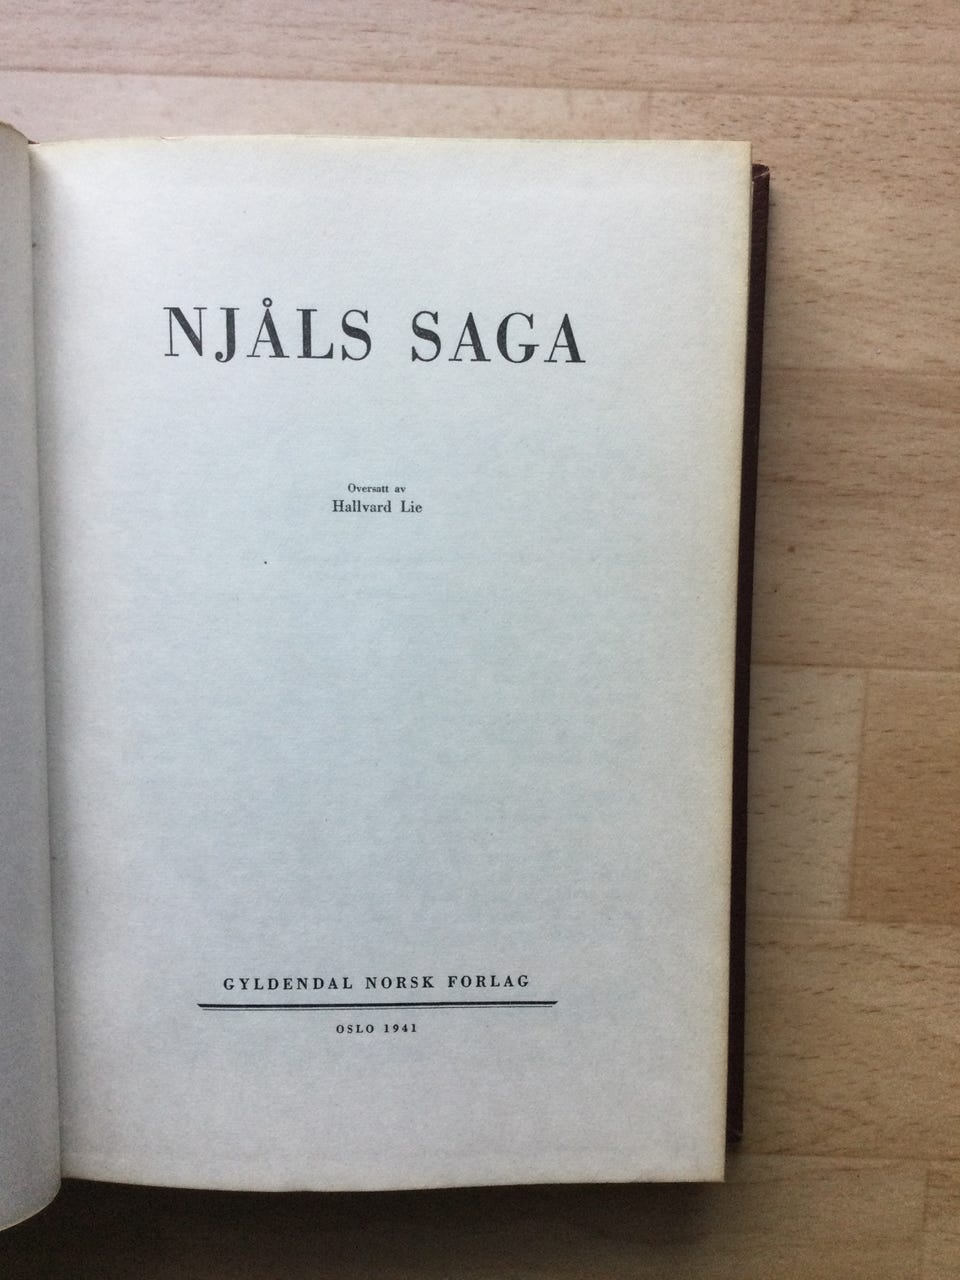 NJÅLS SAGA
Oversatt av
Hallvard Lie
GYLDENDAL NORSK FORLAG
OSLO 1941